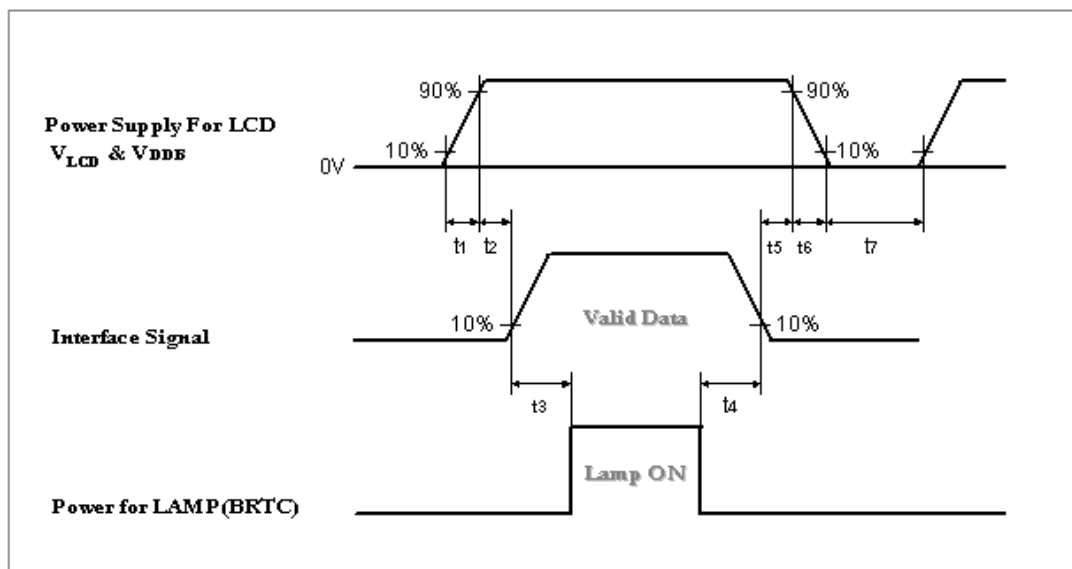 90%
90%
Power Supply For LCD
VLCD & VDDB
10%
10%
0V
t1
t2
t5
t6
t7
Valid Data
10%
10%
Interface Signal
t3
t4
Lamp ON
Power for LAMP(BRTC)